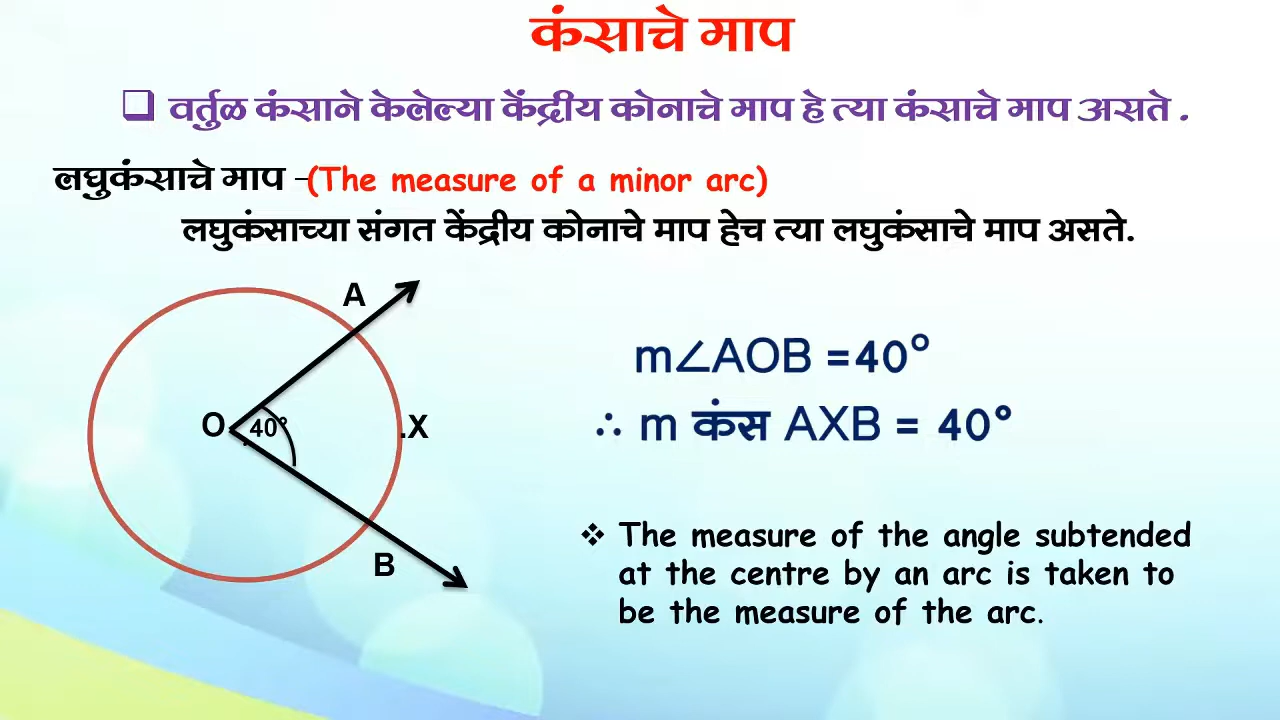 कंसाचे माप
❑ वर्तुळ कंसाने केलेल्या केंद्रीय कोनाचे माप हे त्या कंसाचे माप असते .
लघुकंसाचे माप -(The measure of a minor arc)
लघुकंसाच्या संगत केंद्रीय कोनाचे माप हेच त्या लघुकंसाचे माप असते.
A
m∠AOB =40°
O 40° .X
∴ m कंस AXB = 40°
B
❖ The measure of the angle subtended
at the centre by an arc is taken to
be the measure of the arc.